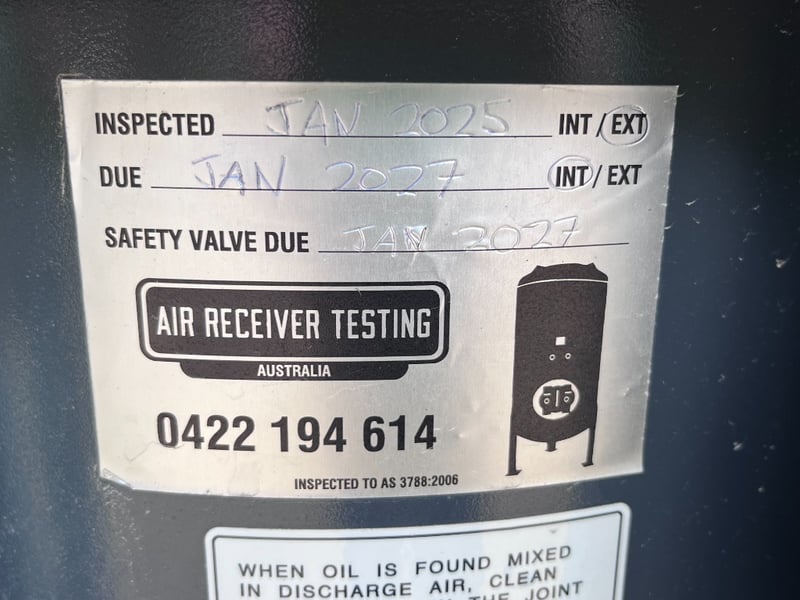 INSPECTED JAN 2025 INT / EXT
DUE JAN 2027 INT / EXT
SAFETY VALVE DUE JAN 2027
AIR RECEIVER TESTING
AUSTRALIA
0422 194 614
INSPECTED TO AS 3788:2006
WHEN OIL IS FOUND MIXED
IN DISCHARGE AIR, CLEAN
THE JOINT